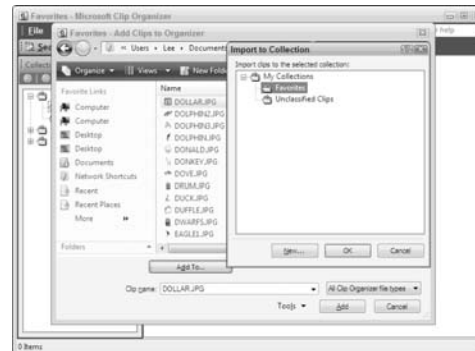 Favorites - Microsoft Clip Organizer
File
help
Favorites - Add Clips to Organizer
Users
Lee
Documents
Organize
Views
New Fold
Favorite Links
Computer
Computer
Desktop
Desktop
Documents
Network Shortcuts
Recent
Recent Places
More
Folders
Name
DOLLAR.JPG
DOLPHIN2.JPG
DOLPHIN3.JPG
DOLPHIN.JPG
DONALD.JPG
DONKEY.JPG
DOVE.JPG
DRUM.JPG
DUCK.JPG
DUFFLE.JPG
DWARFS.JPG
EAGLE1.JPG
Add To...
Clip name: DOLLAR.JPG
All Clip Organizer file types
Tools
Add
Cancel
Import to Collection
Import clips to the selected collection:
My Collections
Favorites
Unclassified Clips
New...
OK
Cancel
0 Items